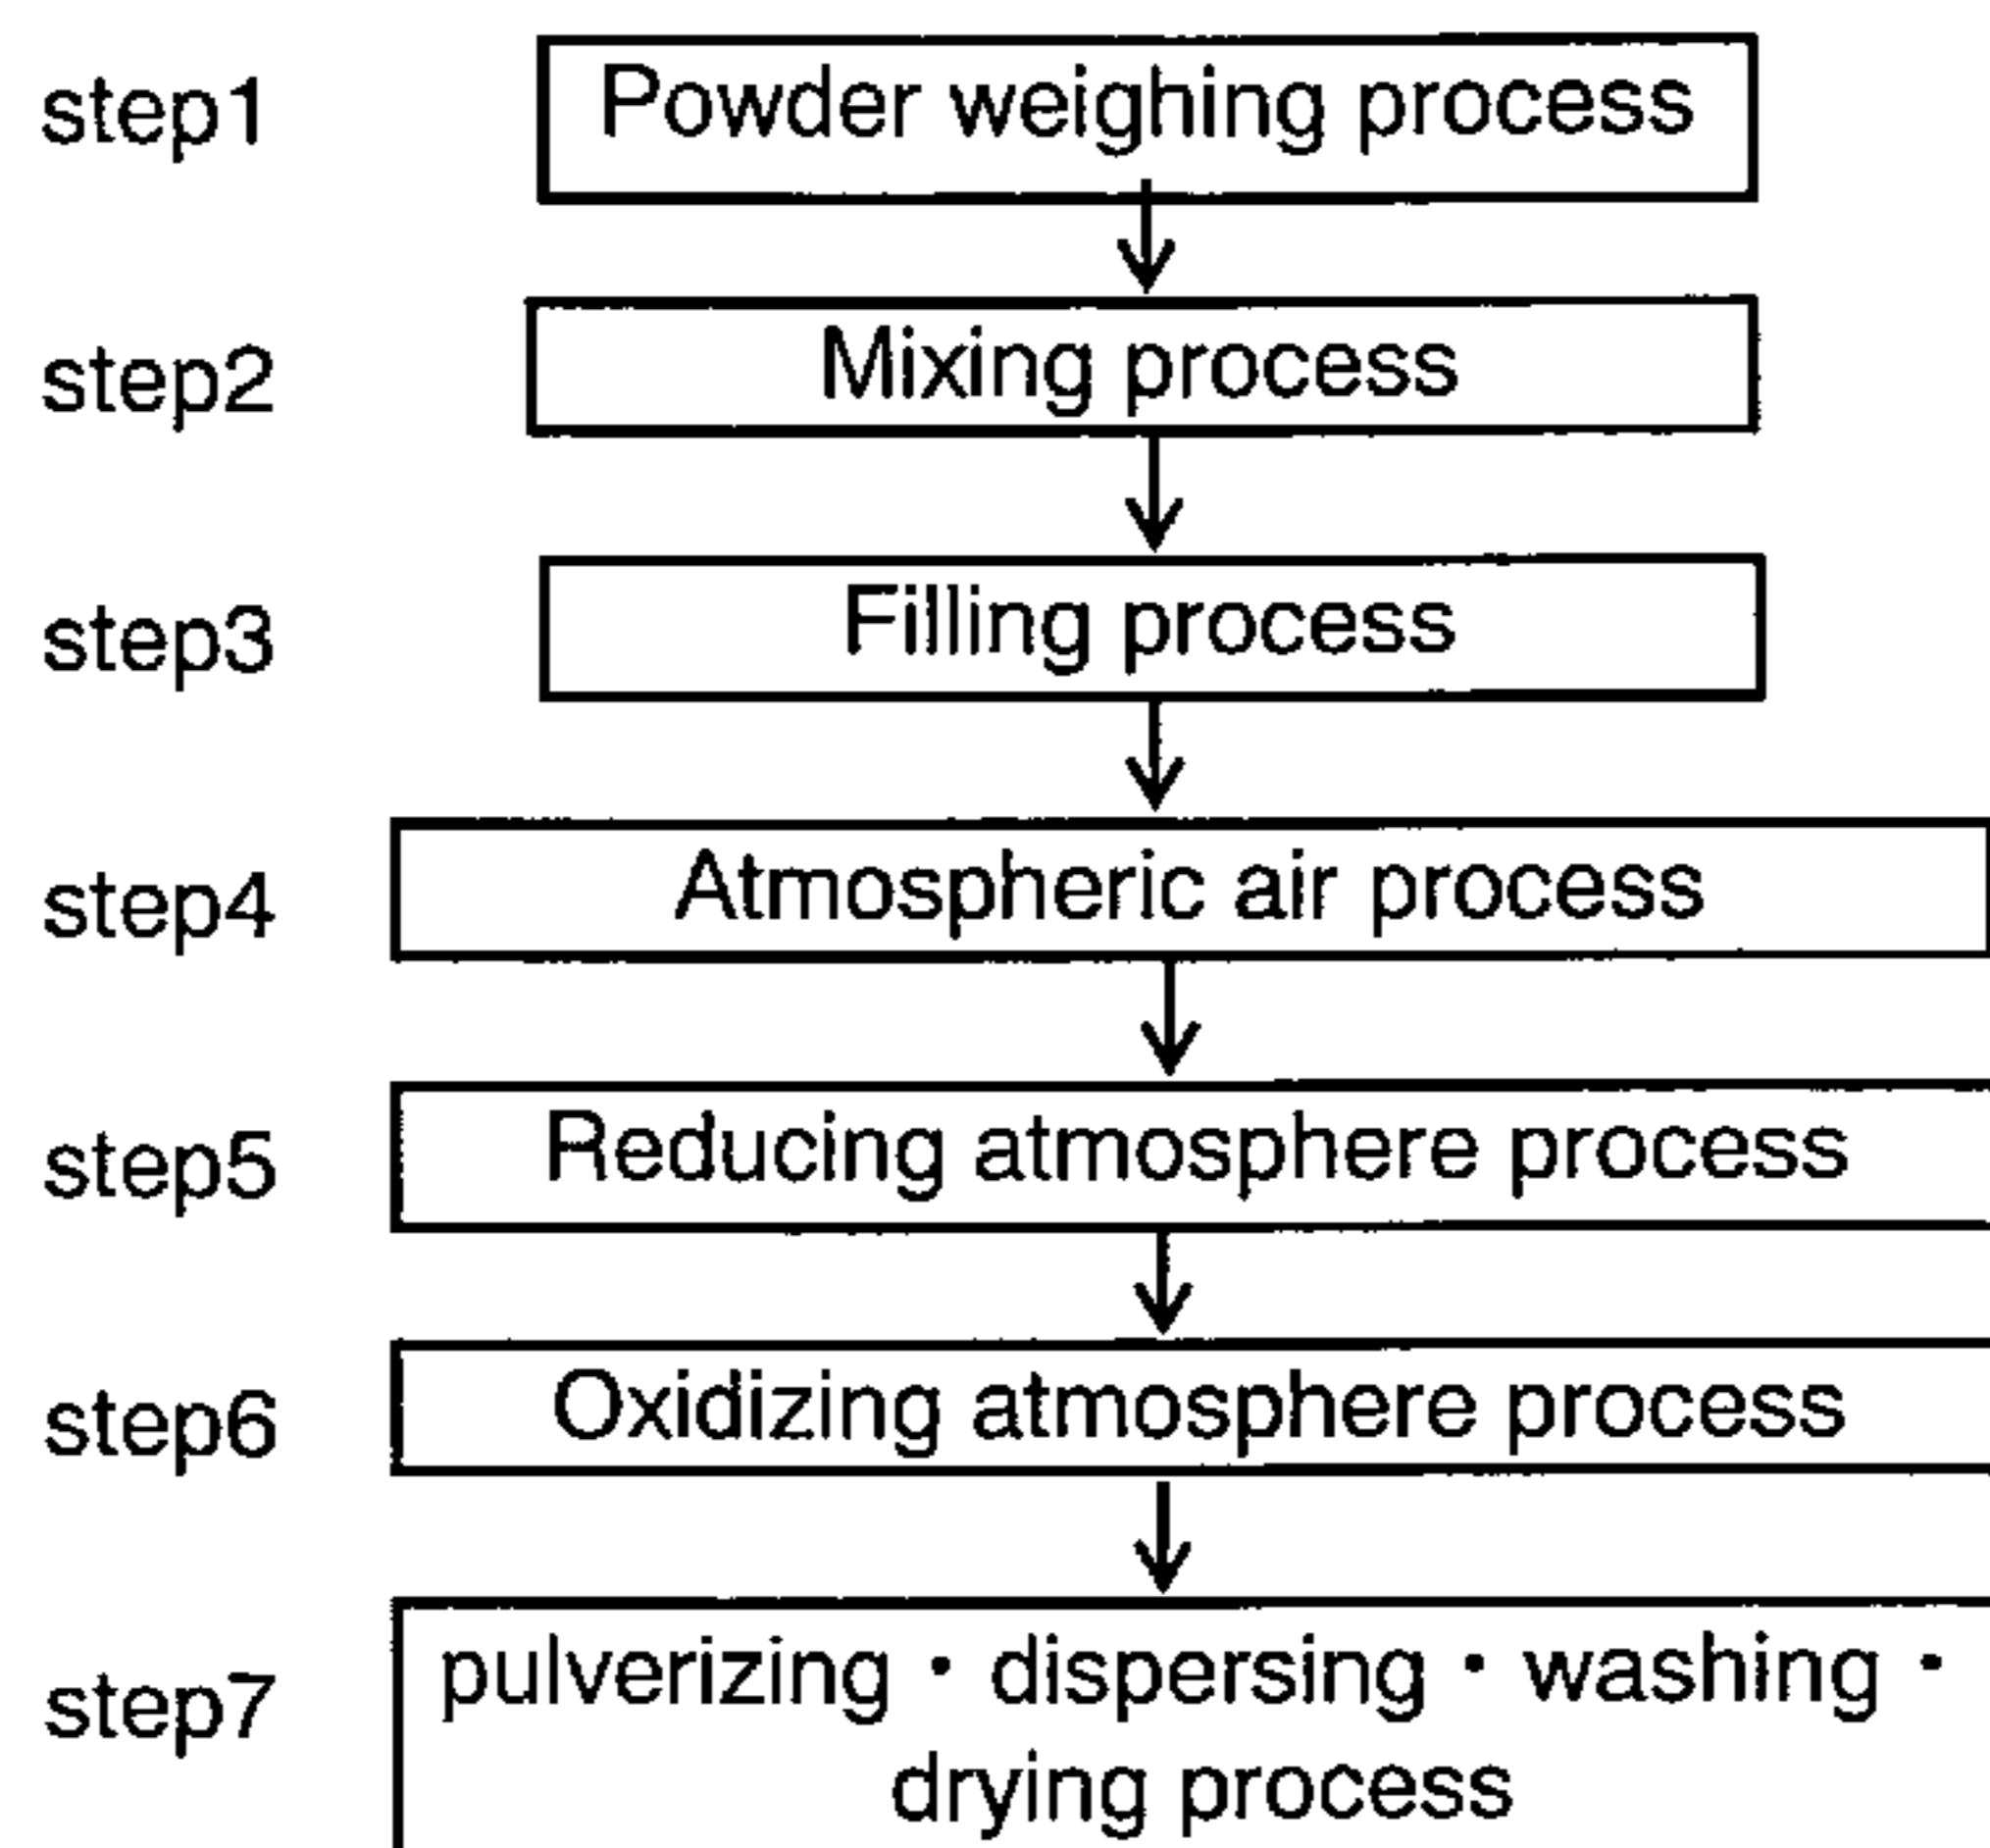 step1 Powder weighing process
step2 Mixing process
step3 Filling process
step4 Atmospheric air process
step5 Reducing atmosphere process
step6 Oxidizing atmosphere process
step7 pulverizing・dispersing・washing・
drying process